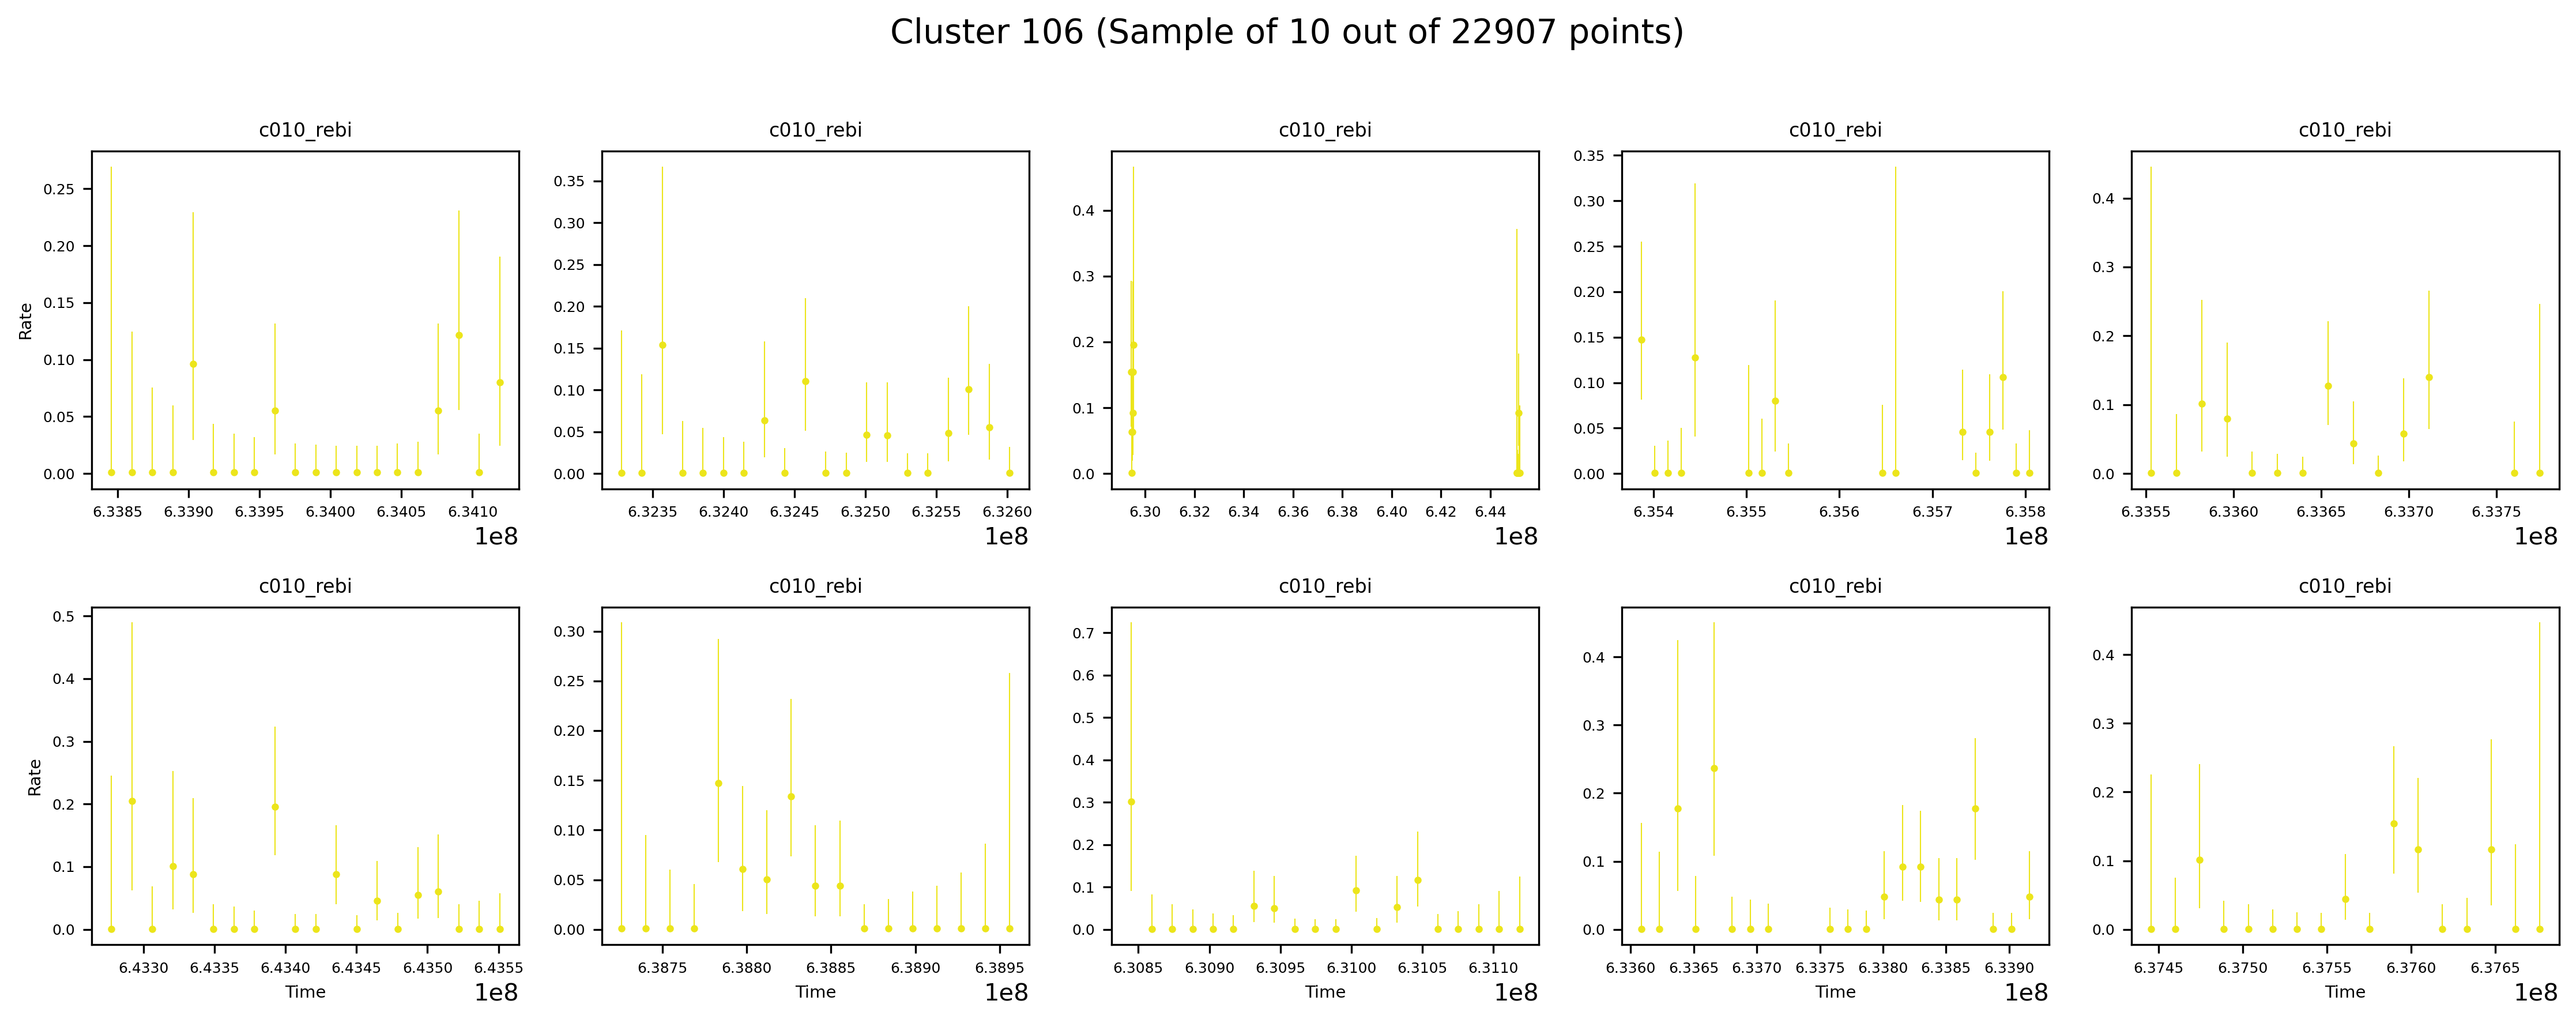 Cluster 106 (Sample of 10 out of 22907 points)
c010_rebi c010_rebi c010_rebi c010_rebi c010_rebi
Rate
0.00 0.05 0.10 0.15 0.20 0.25
6.3385 6.3390 6.3395 6.3400 6.3405 6.3410
1e8
0.00 0.05 0.10 0.15 0.20 0.25 0.30 0.35
6.3235 6.3240 6.3245 6.3250 6.3255 6.3260
1e8
0.0 0.1 0.2 0.3 0.4
6.30 6.32 6.34 6.36 6.38 6.40 6.42 6.44
1e8
0.00 0.05 0.10 0.15 0.20 0.25 0.30 0.35
6.354 6.355 6.356 6.357 6.358
1e8
0.0 0.1 0.2 0.3 0.4
6.3355 6.3360 6.3365 6.3370 6.3375
1e8
c010_rebi c010_rebi c010_rebi c010_rebi c010_rebi
Rate
0.0 0.1 0.2 0.3 0.4 0.5
6.4330 6.4335 6.4340 6.4345 6.4350 6.4355
Time
1e8
0.00 0.05 0.10 0.15 0.20 0.25 0.30
6.3875 6.3880 6.3885 6.3890 6.3895
Time
1e8
0.0 0.1 0.2 0.3 0.4 0.5 0.6 0.7
6.3085 6.3090 6.3095 6.3100 6.3105 6.3110
Time
1e8
0.0 0.1 0.2 0.3 0.4
6.3360 6.3365 6.3370 6.3375 6.3380 6.3385 6.3390
Time
1e8
0.0 0.1 0.2 0.3 0.4
6.3745 6.3750 6.3755 6.3760 6.3765
Time
1e8